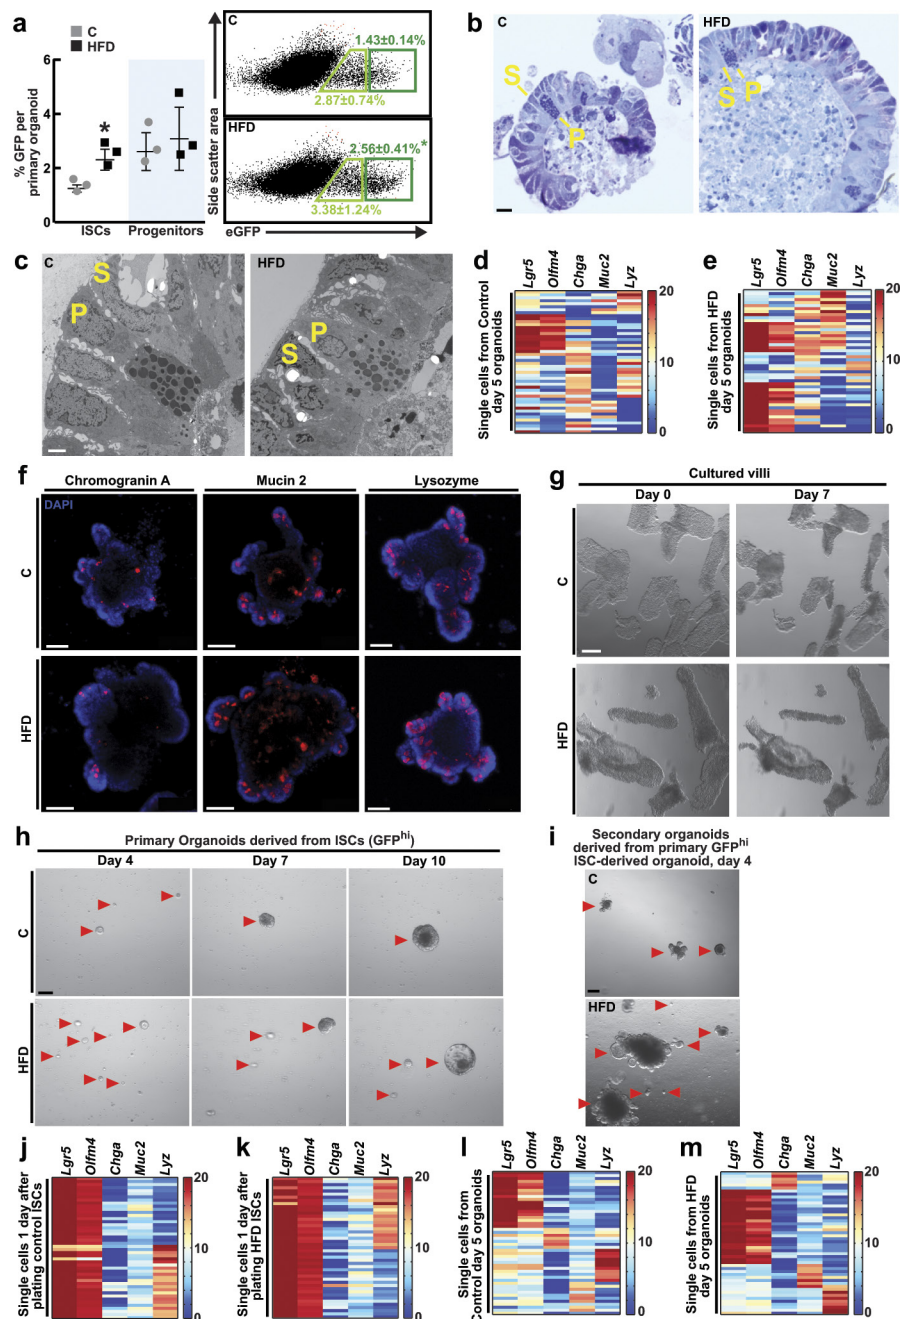 a
C
HFD
% GFP per
primary organoid
6
4
2
0
*
ISCs
Progenitors
Side scatter area
C
1.43±0.14%
2.87±0.74%
HFD
2.56±0.41%*
3.38±1.24%
eGFP
b
C
S
P
HFD
S
P
c
C
S
P
HFD
P
S
d
Lgr5 Olfm4 Chga Muc2 Lyz
Single cells from Control
day 5 organoids
20
10
0
e
Lgr5 Olfm4 Chga Muc2 Lyz
Single cells from HFD
day 5 organoids
20
10
0
f
Chromogranin A
Mucin 2
Lysozyme
DAPi
C
HFD
g
Cultured villi
Day 0
Day 7
C
HFD
h
Primary Organoids derived from ISCs (GFPhi)
Day 4
Day 7
Day 10
C
HFD
i
Secondary organoids
derived from primary GFPhi
ISC-derived organoid, day 4
C
HFD
j
Lgr5 Olfm4 Chga Muc2 Lyz
Single cells 1 day after
plating control ISCs
20
10
0
k
Lgr5 Olfm4 Chga Muc2 Lyz
Single cells 1 day after
plating HFD ISCs
20
10
0
l
Lgr5 Olfm4 Chga Muc2 Lyz
Single cells from
Control day 5 organoids
20
10
0
m
Lgr5 Olfm4 Chga Muc2 Lyz
Single cells from HFD
day 5 organoids
20
10
0